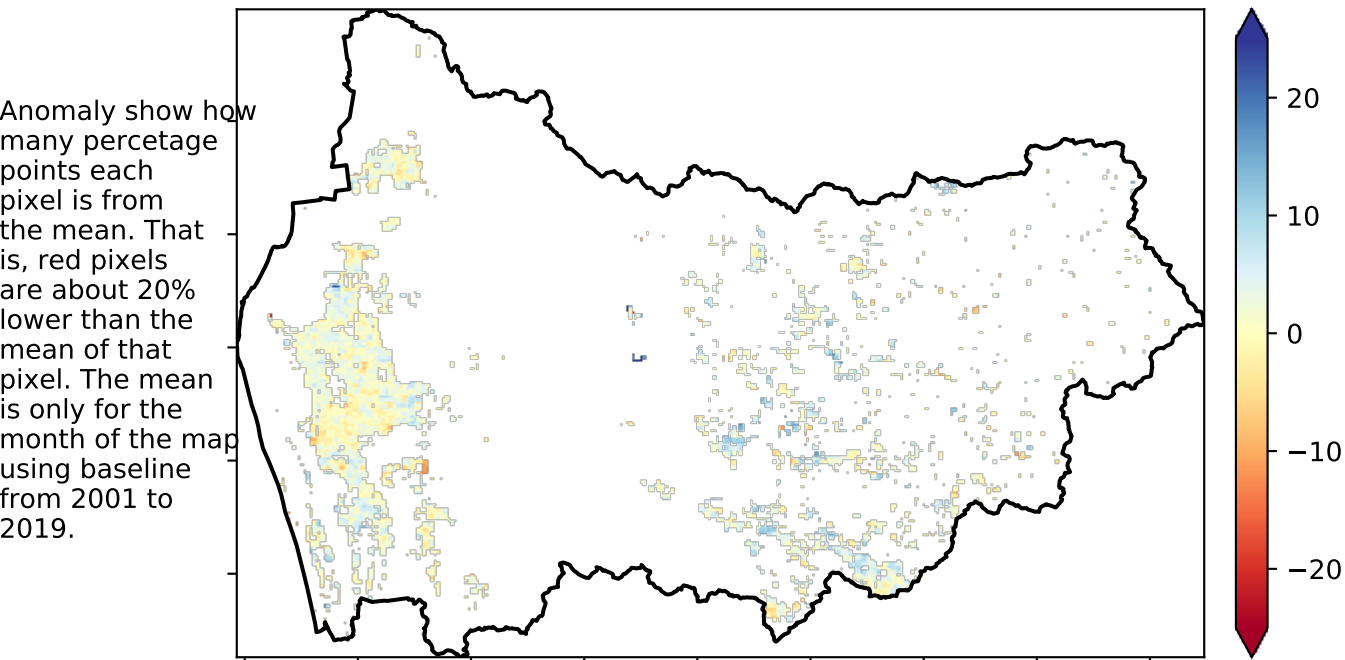 Anomaly show how
many percetage
points each
pixel is from
the mean. That
is, red pixels
are about 20%
lower than the
mean of that
pixel. The mean
is only for the
month of the map
using baseline
from 2001 to
2019.
20
10
0
−10
−20